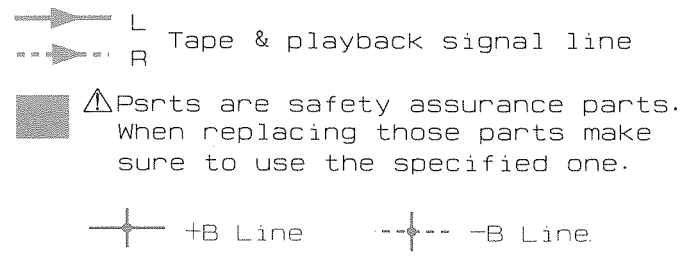 L
R
Tape & playback signal line
⚠Psrts are safety assurance parts.
When replacing those parts make
sure to use the specified one.
+B Line
-B Line